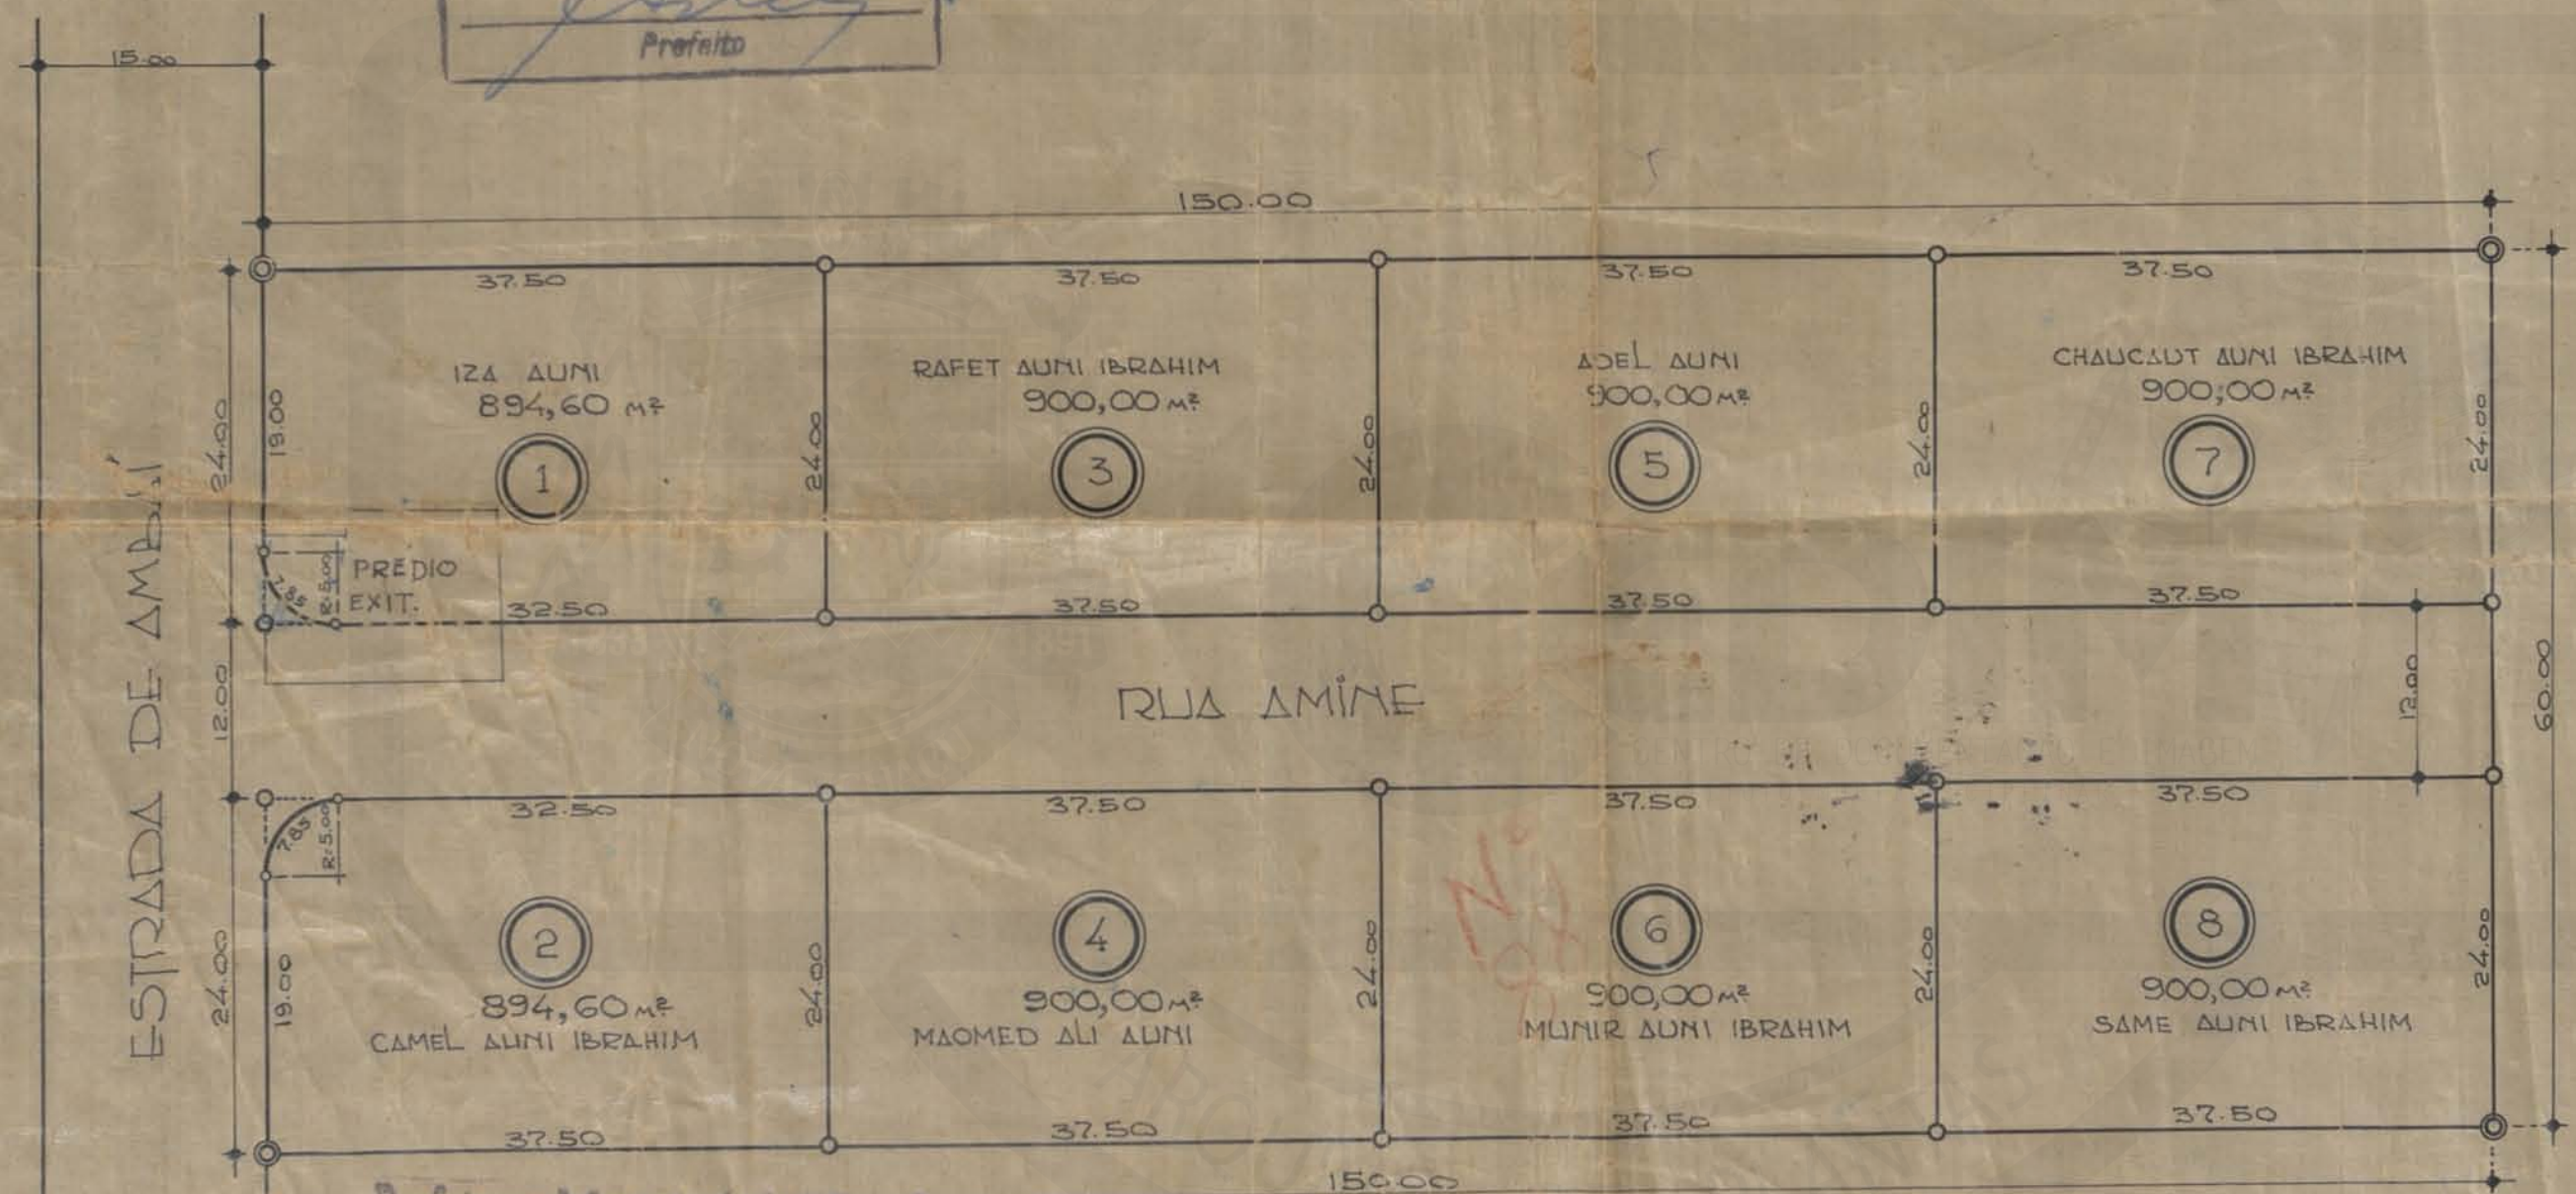 Prefeito
15.00
150.00
37.50
37.50
37.50
37.50
IZA AUNI
894,60 M²
1
RAFET AUNI IBRAHIM
900,00 M²
3
ADEL AUNI
900,00 M²
5
CHAUCAUT AUNI IBRAHIM
900,00 M²
7
24.00
19.00
24.00
24.00
24.00
24.00
PREDIO
EXIT.
R:5.00
7.85
32.50
37.50
37.50
37.50
ESTRADA DE AMBAÍ
12.00
RUA AMINE
12.00
60.00
32.50
37.50
37.50
37.50
7.85
R:5.00
24.00
19.00
24.00
24.00
24.00
24.00
2
894,60 M²
CAMEL AUNI IBRAHIM
4
900,00 M²
MAOMED ALI AUNI
Nº
6
900,00 M²
MUNIR AUNI IBRAHIM
8
900,00 M²
SAME AUNI IBRAHIM
37.50
37.50
37.50
37.50
150.00